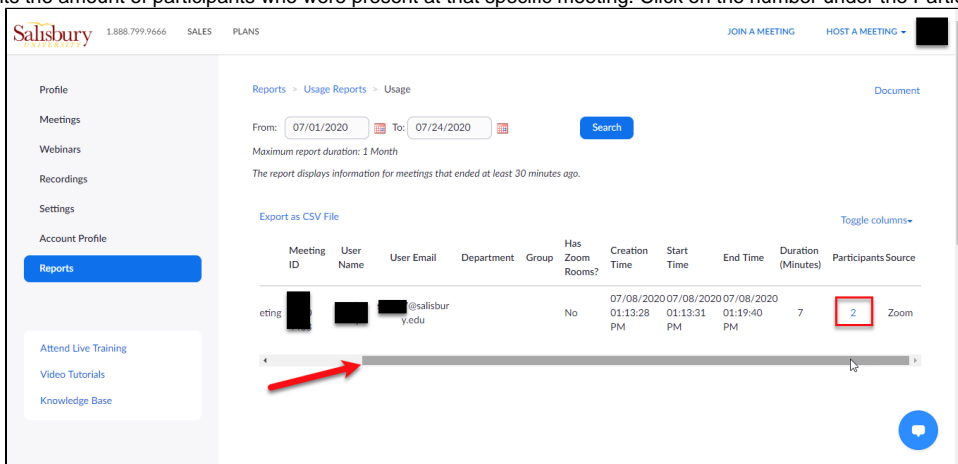 the amount of participants who were present at that specific meeting. Click on the number under the
Salisbury UNIVERSITY 1.888.799.9666 SALES PLANS JOIN A MEETING HOST A MEETING
Profile
Meetings
Webinars
Recordings
Settings
Account Profile
Reports
Attend Live Training
Video Tutorials
Knowledge Base
Reports > Usage Reports > Usage Document
From: 07/01/2020 To: 07/24/2020 Search
Maximum report duration: 1 Month
The report displays information for meetings that ended at least 30 minutes ago.
Export as CSV File Toggle columns
Meeting ID User Name User Email Department Group Has Zoom Rooms? Creation Time Start Time End Time Duration (Minutes) Participants Source
eting @salisbur No 07/08/2020 07/08/2020 07/08/2020 7 2 Zoom
y.edu 01:13:28 01:13:31 01:19:40
PM PM PM